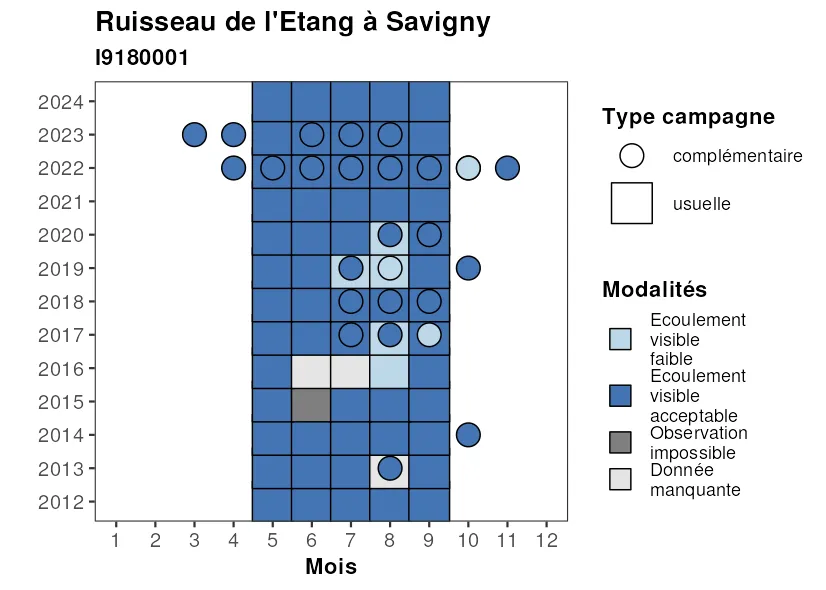 Ruisseau de l'Etang à Savigny
I9180001
2024
2023
2022
2021
2020
2019
2018
2017
2016
2015
2014
2013
2012
1 2 3 4 5 6 7 8 9 10 11 12
Mois
Type campagne
complémentaire
usuelle
Modalités
Ecoulement
visible
faible
Ecoulement
visible
acceptable
Observation
impossible
Donnée
manquante